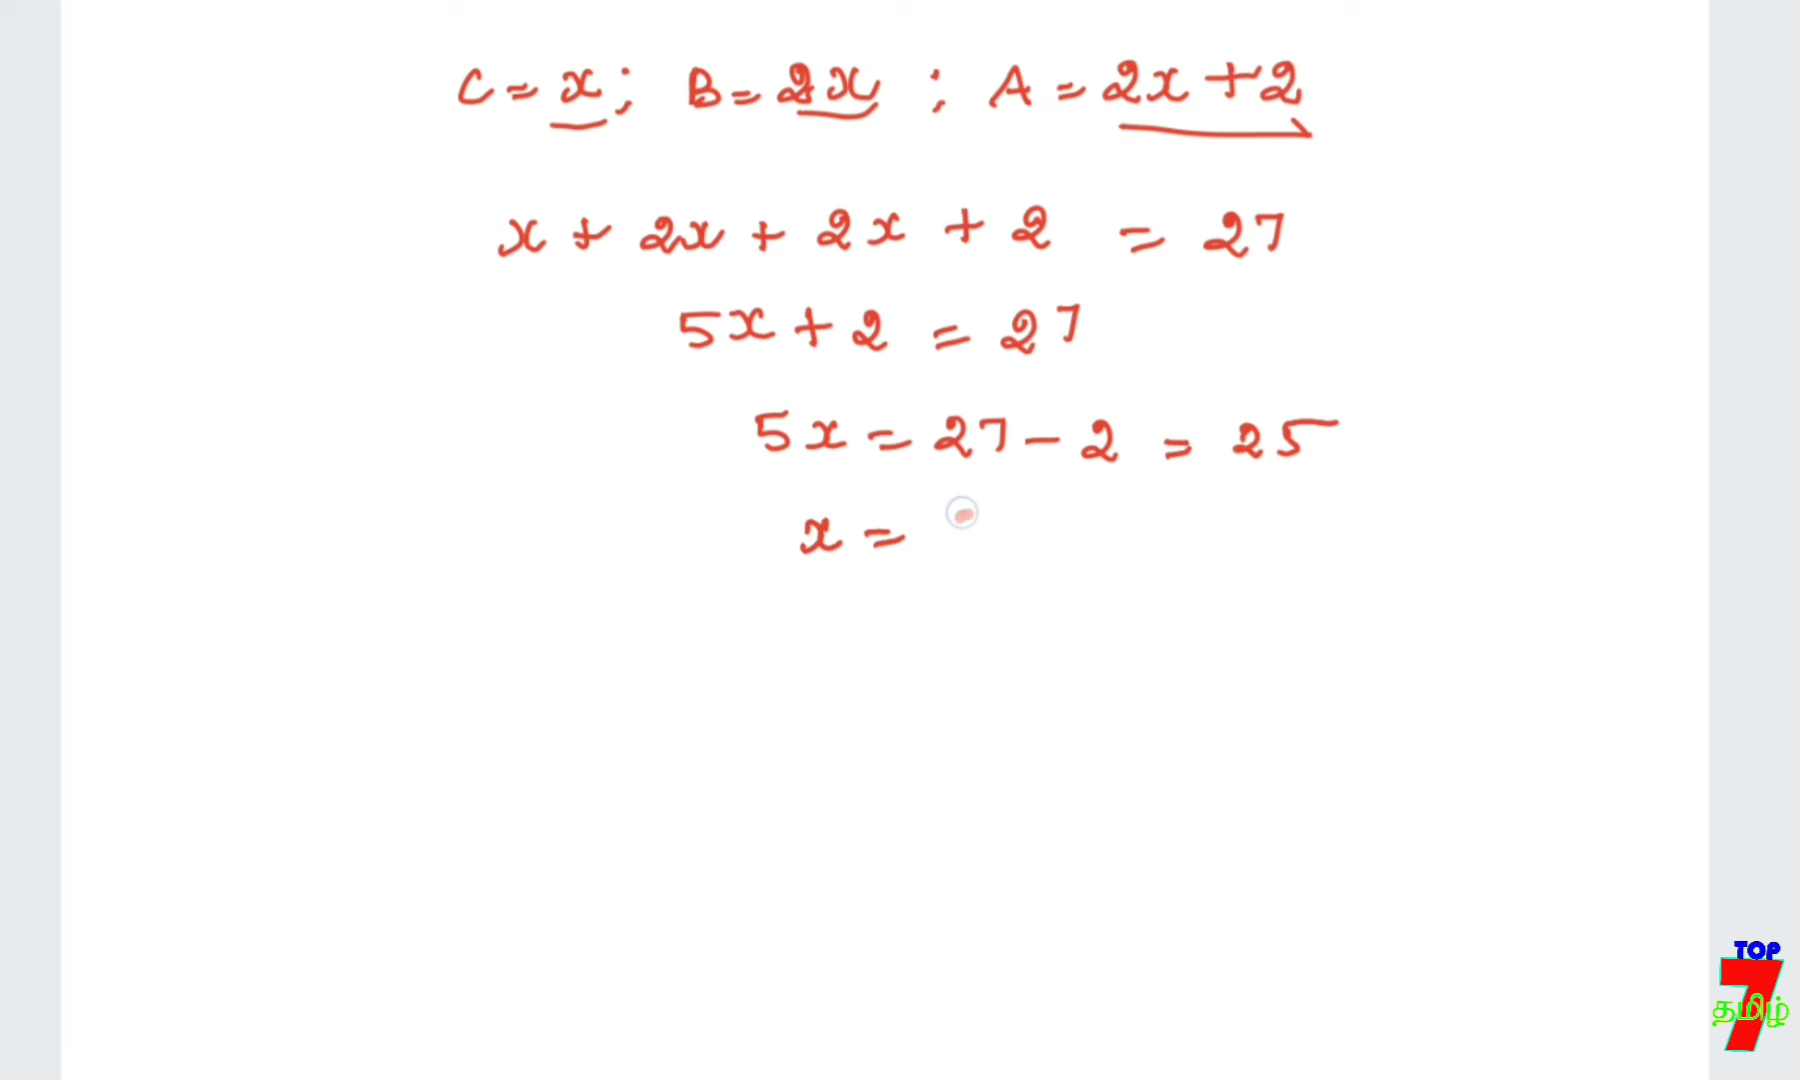 C = x ; B = 2x ; A = 2x + 2
x + 2x + 2x + 2 = 27
5x + 2 = 27
5x = 27 - 2 = 25
x =
TOP
7
தமிழ்